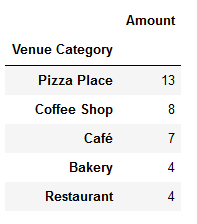 Amount
Venue Category
Pizza Place 13
Coffee Shop 8
Café 7
Bakery 4
Restaurant 4